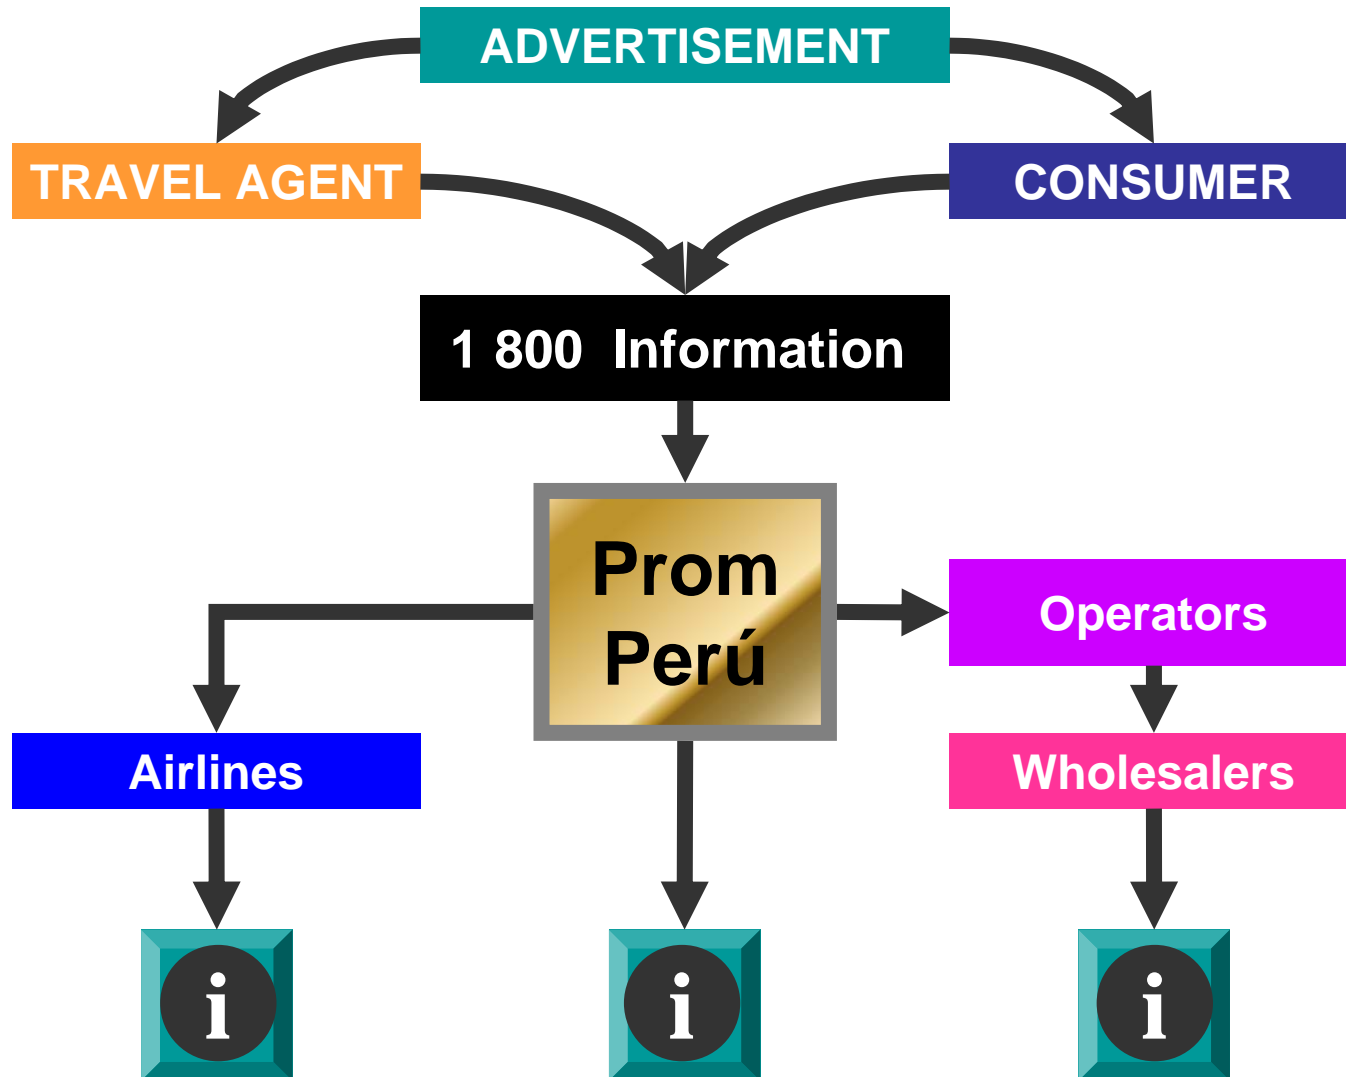 ADVERTISEMENT
TRAVEL AGENT
CONSUMER
1 800 Information
Prom
Perú
Operators
Airlines
Wholesalers
i
i
i